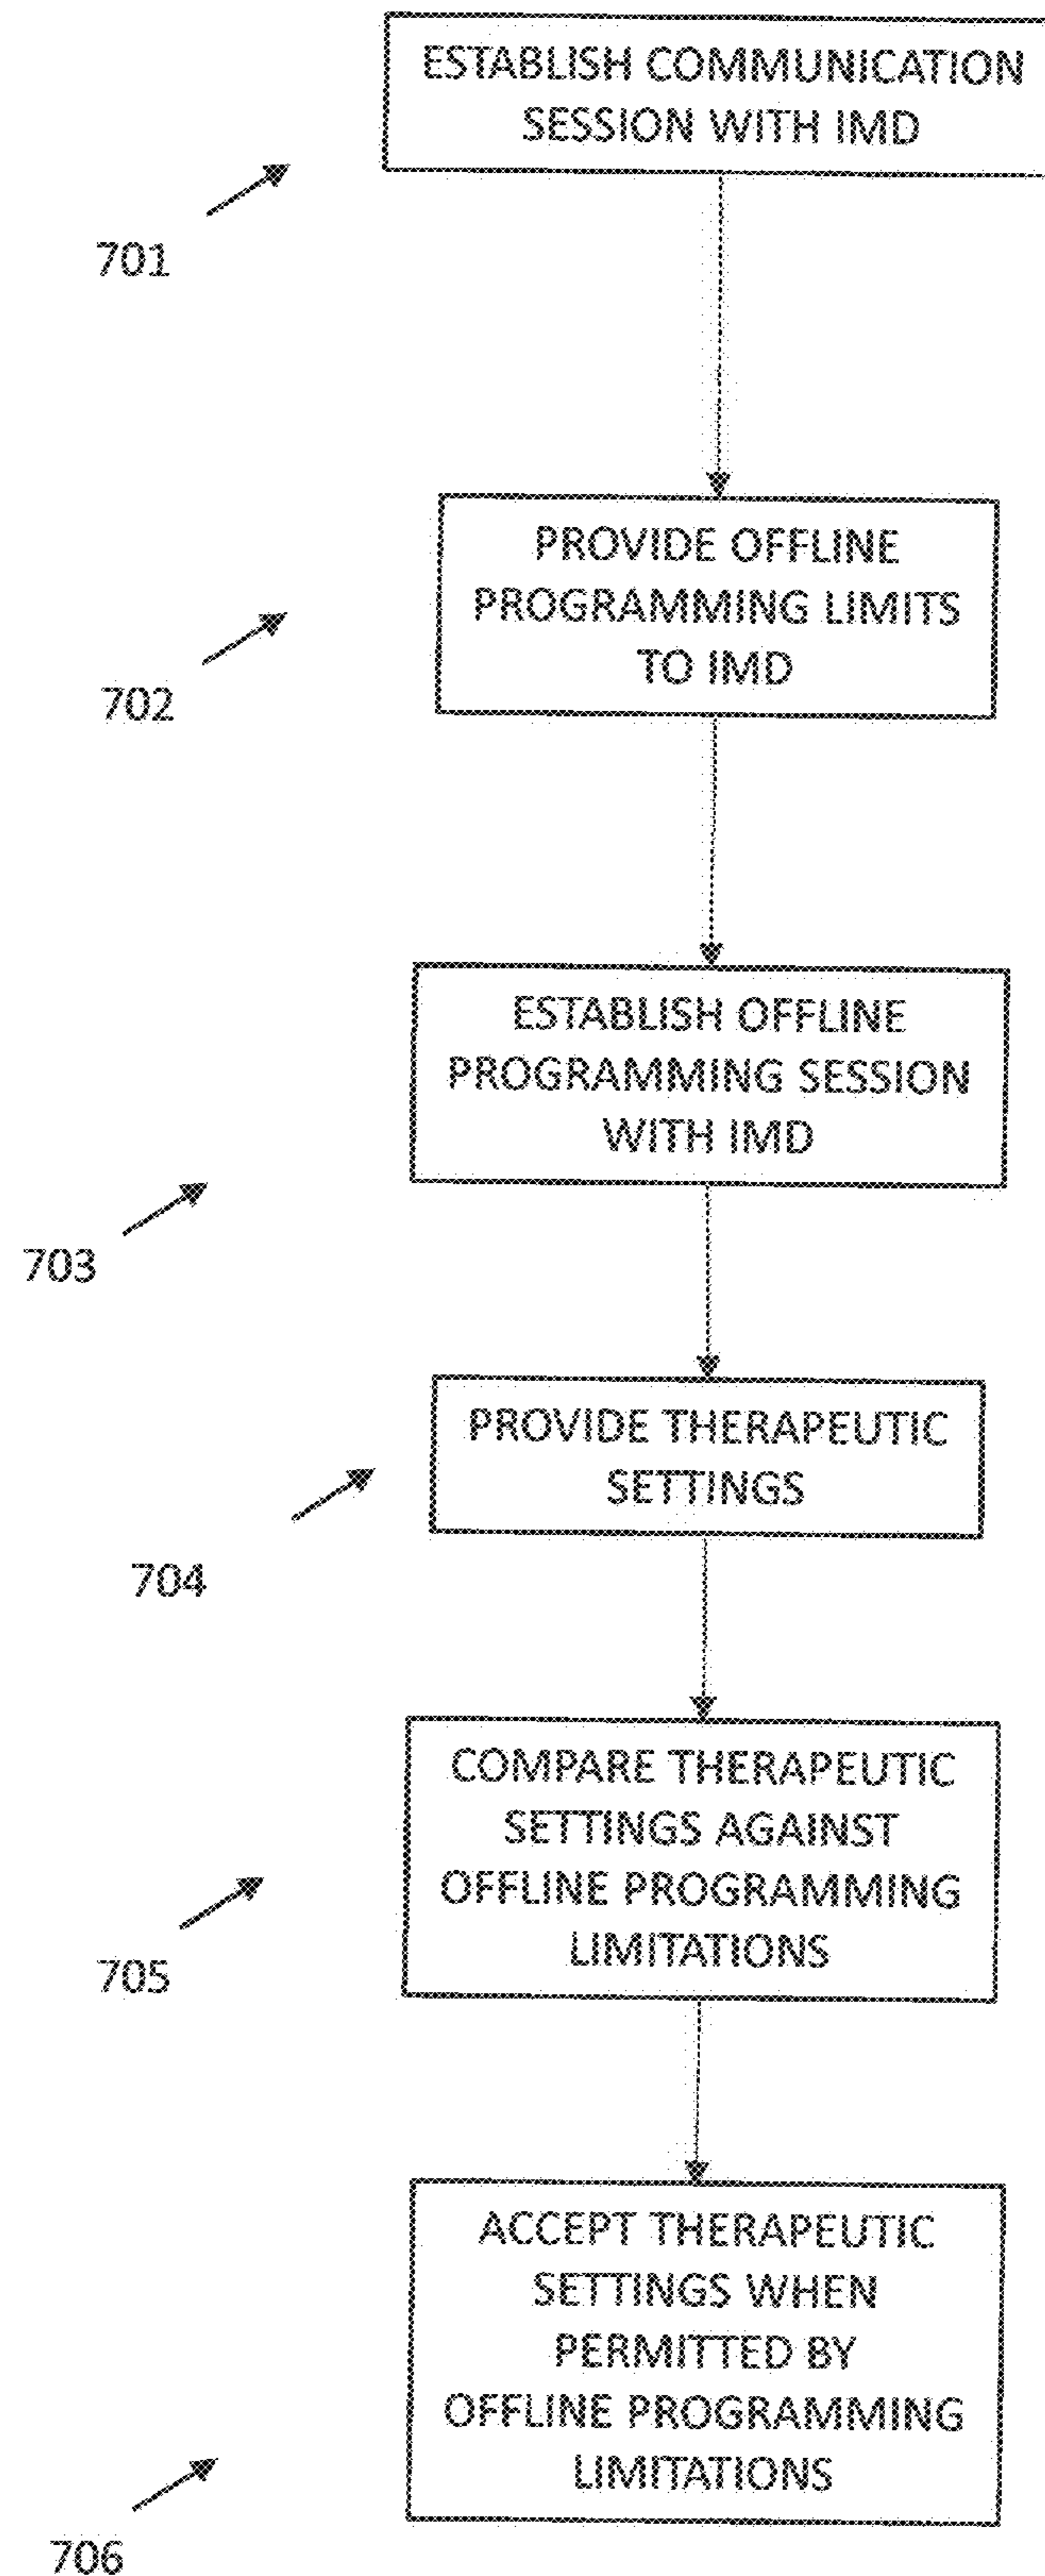 ESTABLISH COMMUNICATION
SESSION WITH IMD
701
PROVIDE OFFLINE
PROGRAMMING LIMITS
TO IMD
702
ESTABLISH OFFLINE
PROGRAMMING SESSION
WITH IMD
703
PROVIDE THERAPEUTIC
SETTINGS
704
COMPARE THERAPEUTIC
SETTINGS AGAINST
OFFLINE PROGRAMMING
LIMITATIONS
705
ACCEPT THERAPEUTIC
SETTINGS WHEN
PERMITTED BY
OFFLINE PROGRAMMING
LIMITATIONS
706